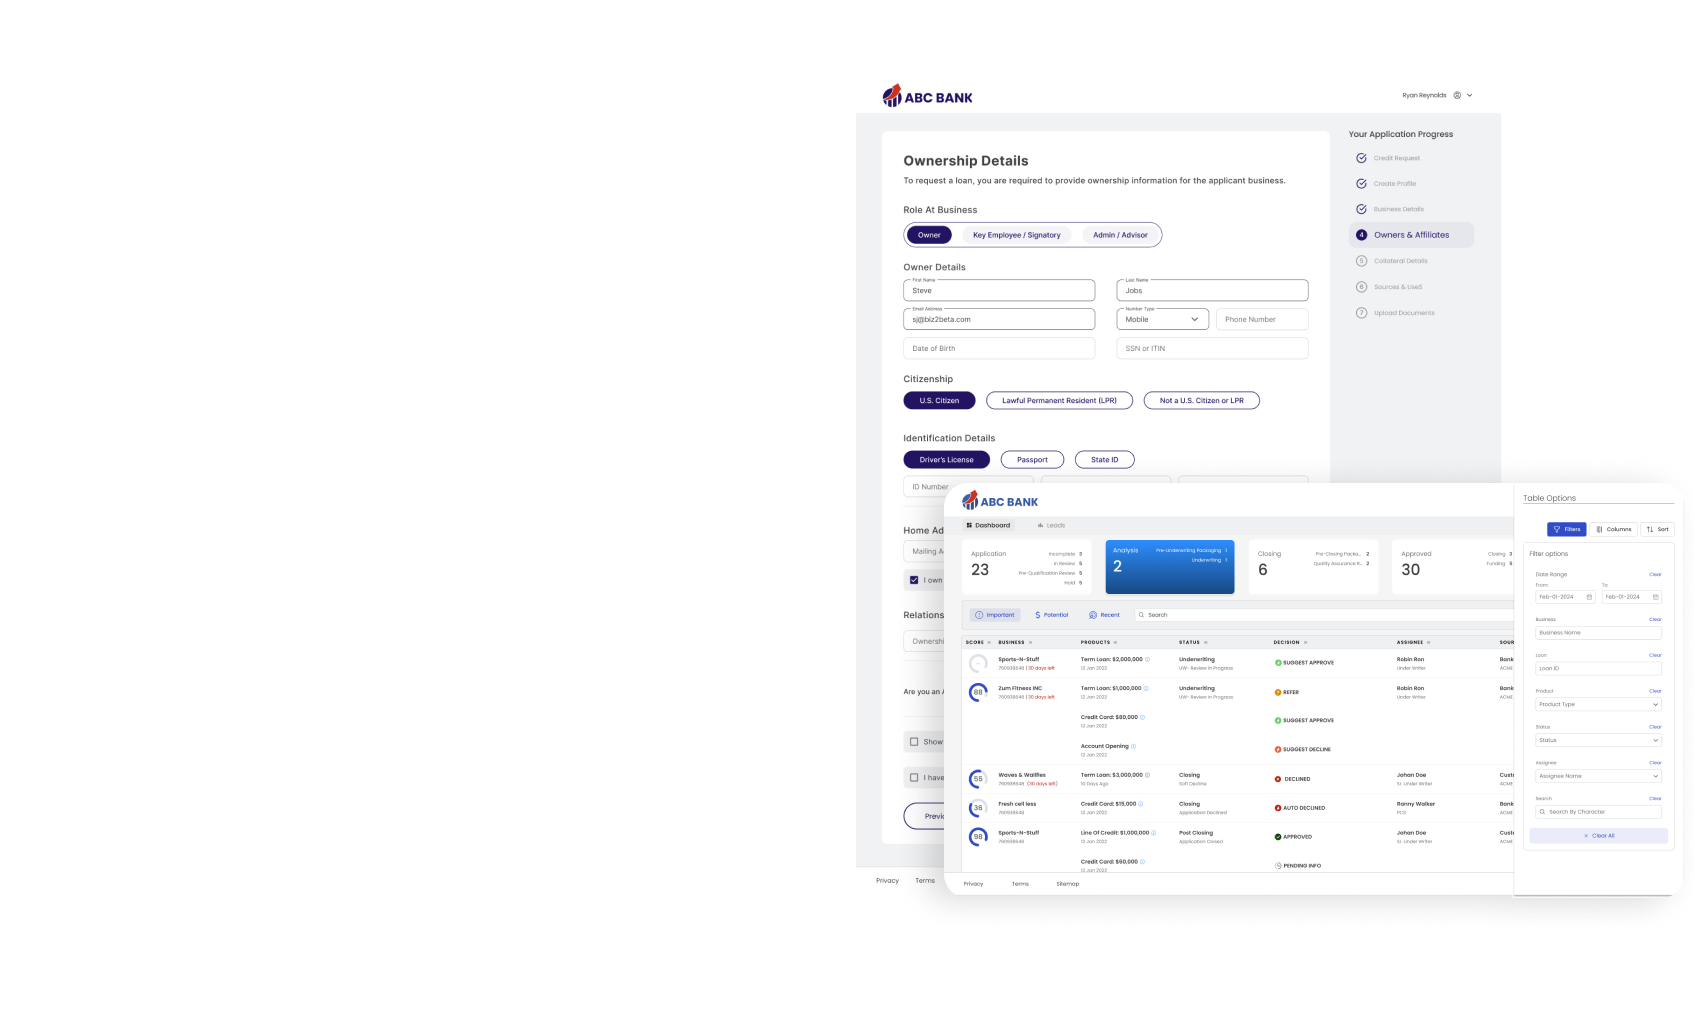 ABC BANK
Ryan Reynolds
Ownership Details
To request a loan, you are required to provide ownership information for the applicant business.
Role At Business
Owner
Key Employee / Signatory
Admin / Advisor
Owner Details
First Name
Steve
Last Name
Jobs
Email Address
sj@biz2beta.com
Number Type
Mobile
Phone Number
Date of Birth
SSN or ITIN
Citizenship
U.S. Citizen
Lawful Permanent Resident (LPR)
Not a U.S. Citizen or LPR
Identification Details
Driver's License
Passport
State ID
ID Number
Home Ad
Mailing A
I own
Relations
Ownershi
Are you an A
Show
I have
Previo
Privacy
Terms
Your Application Progress
Credit Request
Create Profile
Business Details
4 Owners & Affiliates
5 Collateral Details
6 Sources & UseS
7 Upload Documents
ABC BANK
Dashboard
Leads
Application
23
Incomplete 3
In Review 5
Pre-Qualification Review 5
Hold 5
Analysis
2
Pre-Underwriting Packaging 1
Underwriting 1
Closing
6
Pre-Closing Packa... 2
Quality Assurance R... 2
Approved
30
Closing 3
Funding 5
Important
Potential
Recent
Search
SCORE BUSINESS PRODUCTS STATUS DECISION ASSIGNEE SOUR
Sports-N-Stuff Term Loan: $2,000,000 Underwriting SUGGEST APPROVE Robin Ron Bank
760938648 | 30 days left 12 Jan 2022 UW- Review In Progress Under Writer ACME
88 Zum Fitness INC Term Loan: $1,000,000 Underwriting REFER Robin Ron Bank
760938648 | 30 days left 12 Jan 2022 UW- Review In Progress Under Writer ACME
Credit Card: $80,000 SUGGEST APPROVE
12 Jan 2022
Account Opening SUGGEST DECLINE
12 Jan 2022
55 Waves & Wallfies Term Loan: $3,000,000 Closing DECLINED Johan Doe Custo
760938648 (30 days left) 10 Days Ago Soft Decline Sr. Under Writer ACME
36 Fresh cell less Credit Card: $15,000 Closing AUTO DECLINED Ranny Walker Bank
760938648 12 Jan 2022 Application Declined PCG ACME
98 Sports-N-Stuff Line Of Credit: $1,000,000 Post Closing APPROVED Johan Doe Custo
760938648 12 Jan 2022 Application Closed Sr. Under Writer ACME
Credit Card: $60,000 PENDING INFO
12 Jan 2022
Privacy
Terms
Sitemap
Table Options
Filters
Columns
Sort
Filter options
Date Range Clear
From: To:
Feb-01-2024 Feb-01-2024
Business Clear
Business Name
Loan Clear
Loan ID
Product Clear
Product Type
Status Clear
Status
Assignee Clear
Assignee Name
Search Clear
Search By Character
× Clear All